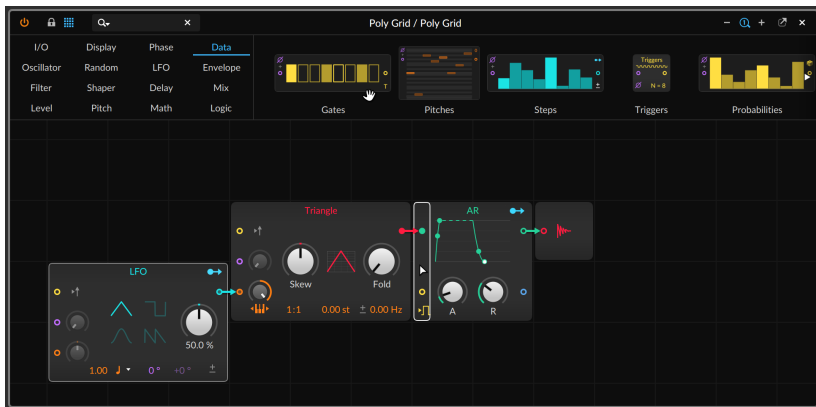 Poly Grid / Poly Grid
I/O Display Phase Data
Oscillator Random LFO Envelope
Filter Shaper Delay Mix
Level Pitch Math Logic
T
Triggers
N = 8
Gates Pitches Steps Triggers Probabilities
Triangle
Skew Fold
1:1 0.00 st ± 0.00 Hz
AR
A R
LFO
50.0 %
1.00 0° +0° ±